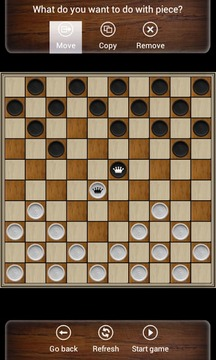 What do you want to do with piece?
Move Copy Remove
Go back Refresh Start game